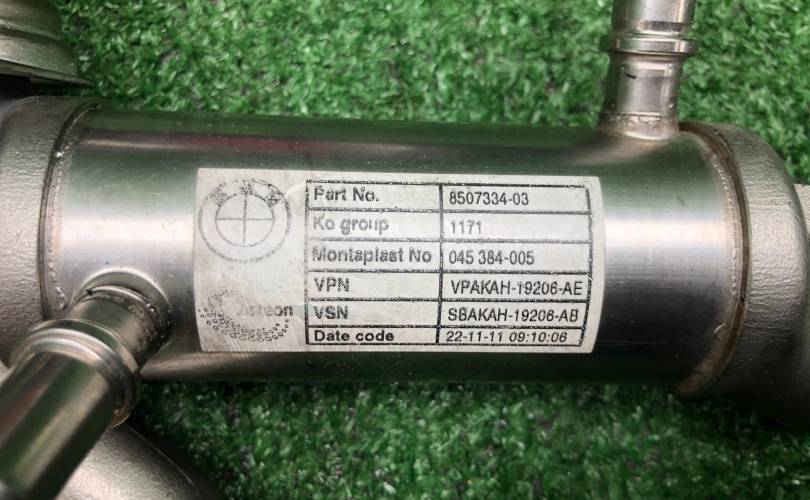 BMW
Part No. 8507334-03
Ko group 1171
Montaplast No 045 384-005
VPN VPAKAH-19206-AE
VSN SBAKAH-19206-AB
Date code 22-11-11 09:10:06